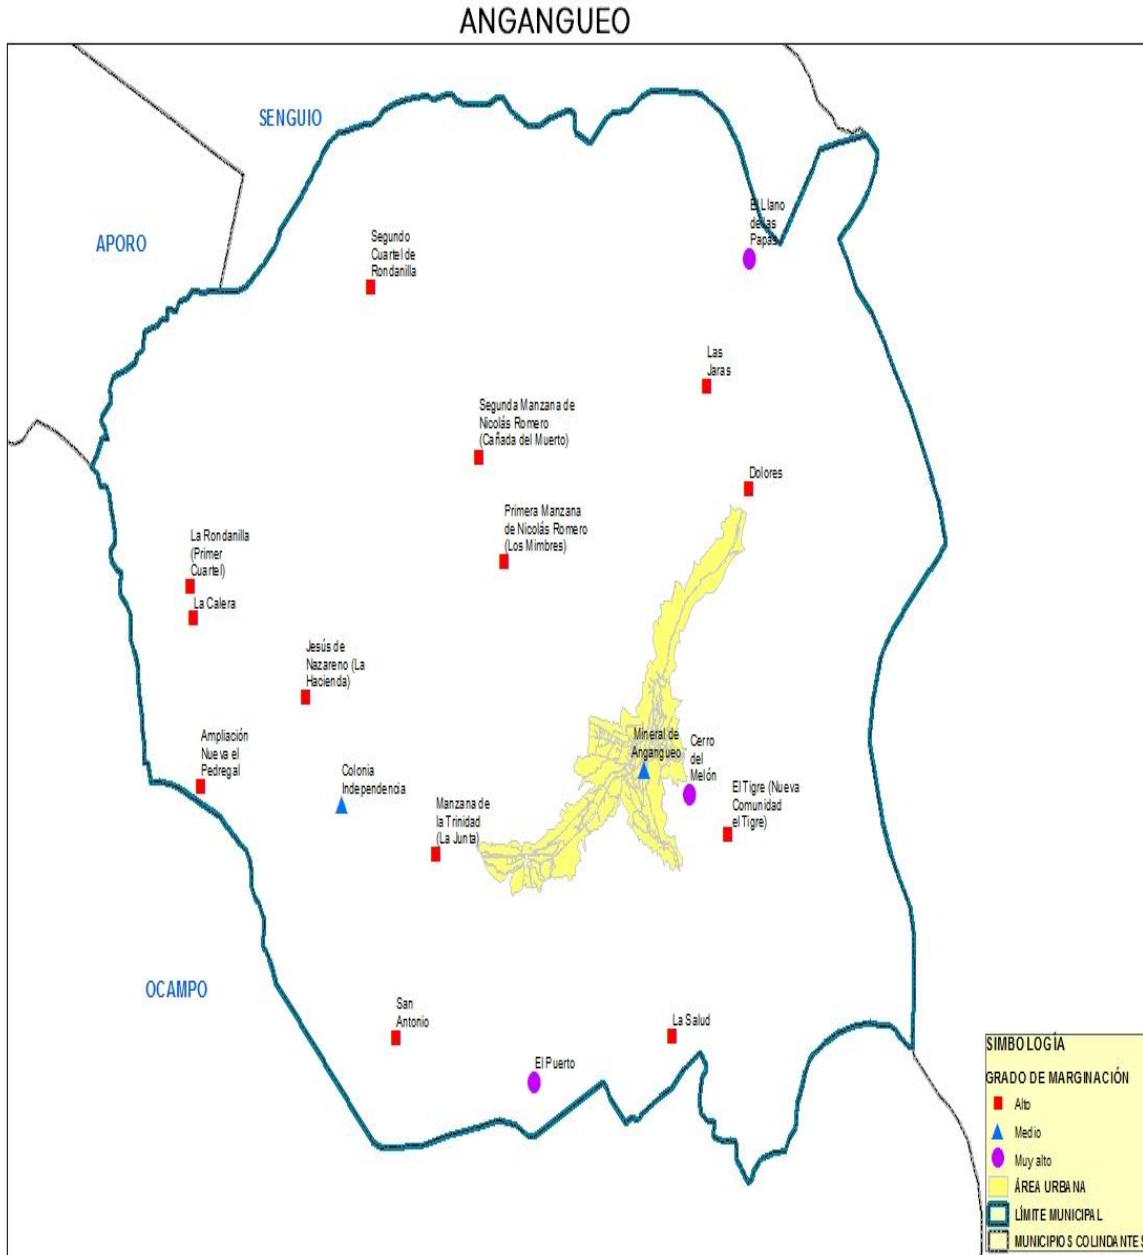 ANGANGUEO
SENGUIO
APORO
El Llano
de las
Papas
Segundo
Cuartel de
Rondanilla
Las
Jaras
Segunda Manzana de
Nicolás Romero
(Cañada del Muerto)
Dolores
Primera Manzana
de Nicolás Romero
(Los Mimbres)
La Rondanilla
(Primer
Cuartel)
La Calera
Jesús de
Nazareno (La
Hacienda)
Ampliación
Nueva el
Pedregal
Colonia
Independencia
Mineral de
Angangueo
Cerro
del
Melón
El Tigre (Nueva
Comunidad
el Tigre)
Manzana de
la Trinidad
(La Junta)
OCAMPO
San
Antonio
La Salud
El Puerto
SIMBOLOGÍA
GRADO DE MARGINACIÓN
Alto
Medio
Muy alto
ÁREA URBANA
LÍMITE MUNICIPAL
MUNICIPIOS COLINDANTES